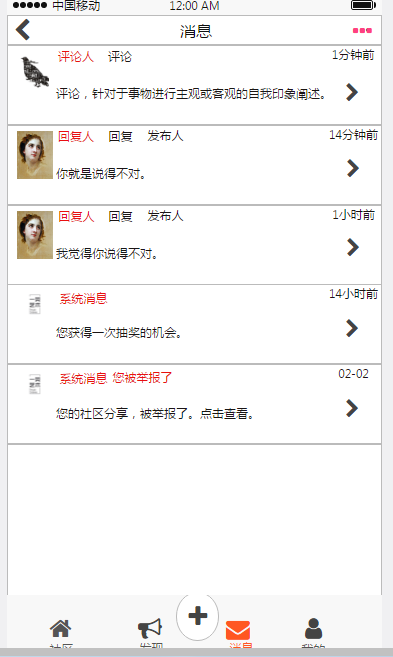 中国移动 12:00 AM
消息
评论人 评论 1分钟前
评论，针对于事物进行主观或客观的自我印象阐述。
回复人 回复 发布人 14分钟前
你就是说得不对。
回复人 回复 发布人 1小时前
我觉得你说得不对。
系统消息 14小时前
您获得一次抽奖的机会。
系统消息 您被举报了 02-02
您的社区分享，被举报了。点击查看。
社区 发现 消息 我的